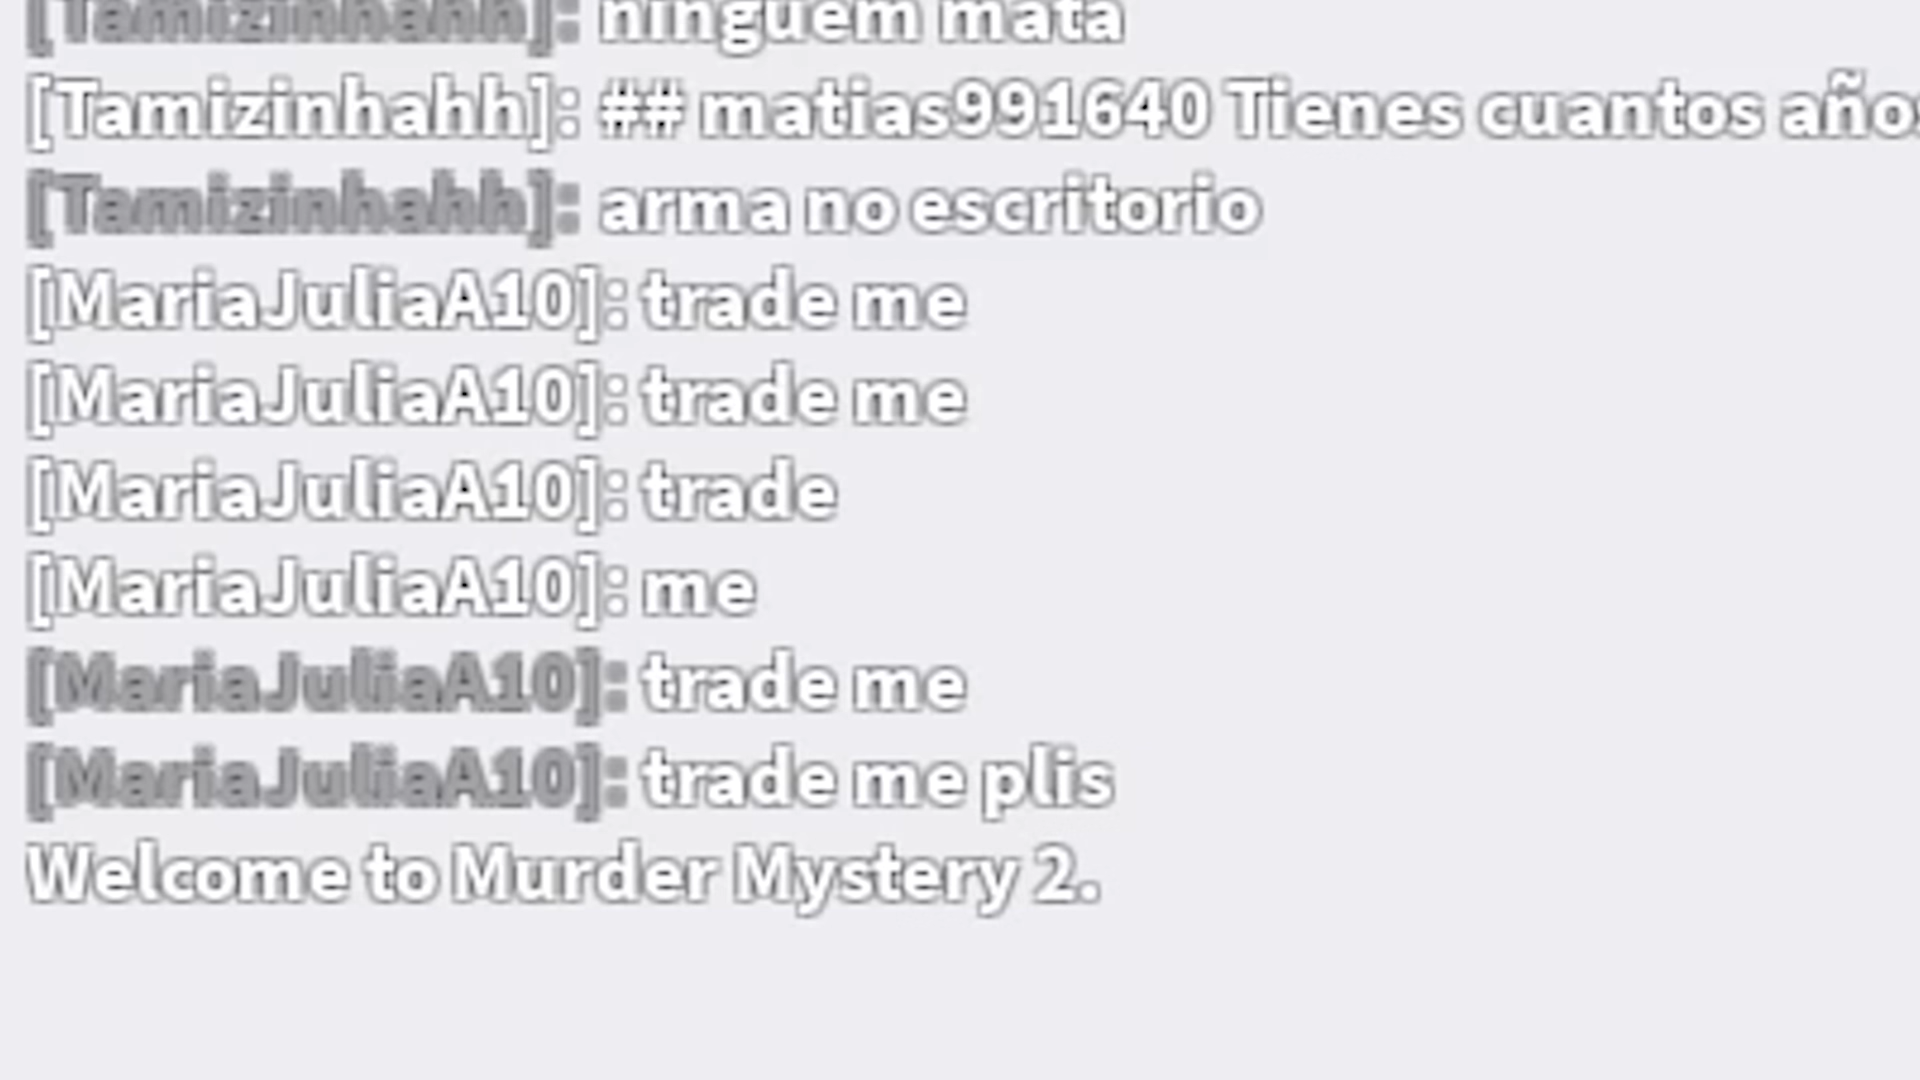 [Tamizinhahh]: ninguem mata
[Tamizinhahh]: ## matias991640 Tienes cuantos años
[Tamizinhahh]: arma no escritorio
[MariaJuliaA10]: trade me
[MariaJuliaA10]: trade me
[MariaJuliaA10]: trade
[MariaJuliaA10]: me
[MariaJuliaA10]: trade me
[MariaJuliaA10]: trade me plis
Welcome to Murder Mystery 2.